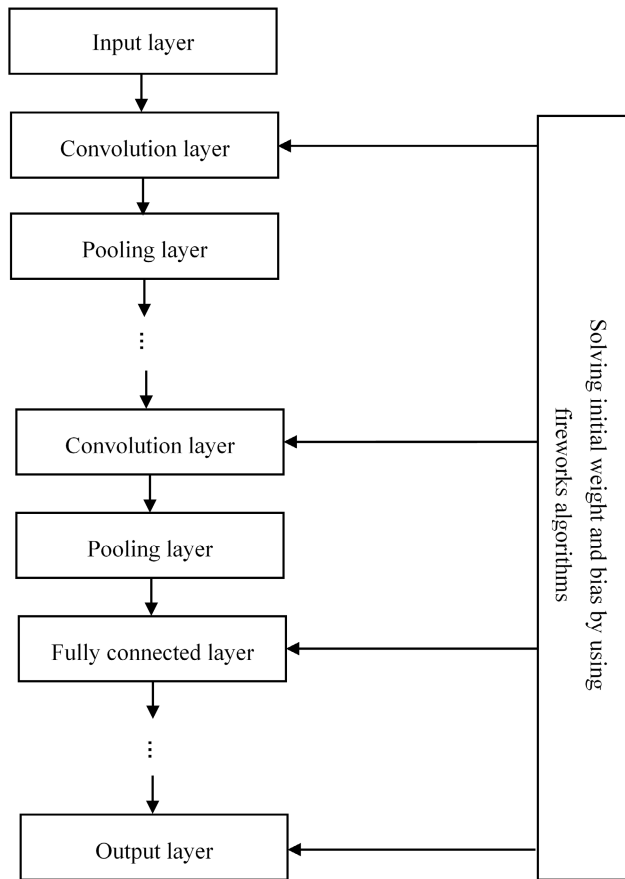 Input layer
Convolution layer
Pooling layer
...
Convolution layer
Pooling layer
Fully connected layer
...
Output layer
Solving initial weight and bias by using
fireworks algorithms